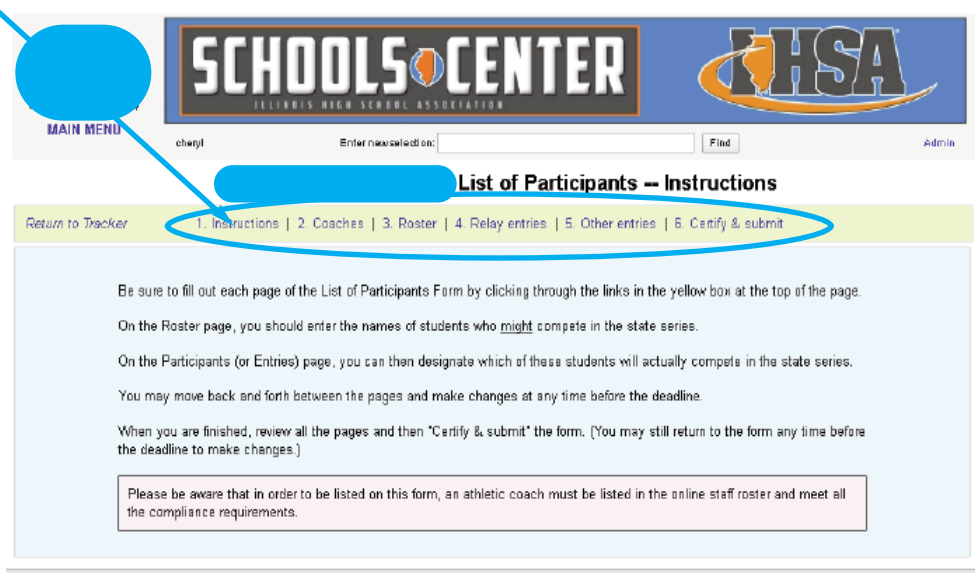 SCHOOLS CENTER
ILLINOIS HIGH SCHOOL ASSOCIATION
IHSA
MAIN MENU
cheryl Enter new selection: Find Admin
List of Participants -- Instructions
Return to Tracker 1. Instructions | 2. Coaches | 3. Roster | 4. Relay entries | 5. Other entries | 6. Certify & submit
Be sure to fill out each page of the List of Participants Form by clicking through the links in the yellow box at the top of the page.
On the Roster page, you should enter the names of students who might compete in the state series.
On the Participants (or Entries) page, you can then designate which of these students will actually compete in the state series.
You may move back and forth between the pages and make changes at any time before the deadline.
When you are finished, review all the pages and then "Certify & submit" the form. (You may still return to the form any time before
the deadline to make changes.)
Please be aware that in order to be listed on this form, an athletic coach must be listed in the online staff roster and meet all
the compliance requirements.